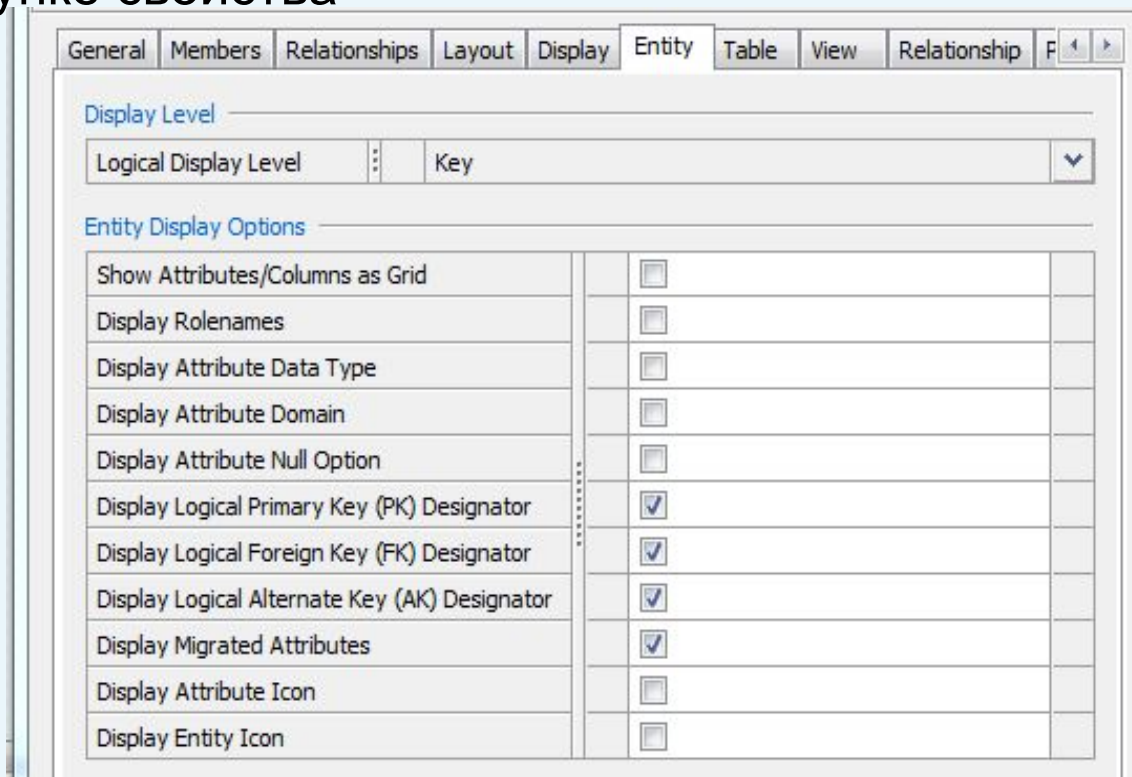 свойства
General Members Relationships Layout Display Entity Table View Relationship
Display Level
Logical Display Level Key
Entity Display Options
Show Attributes/Columns as Grid
Display Rolenames
Display Attribute Data Type
Display Attribute Domain
Display Attribute Null Option
Display Logical Primary Key (PK) Designator
Display Logical Foreign Key (FK) Designator
Display Logical Alternate Key (AK) Designator
Display Migrated Attributes
Display Attribute Icon
Display Entity Icon